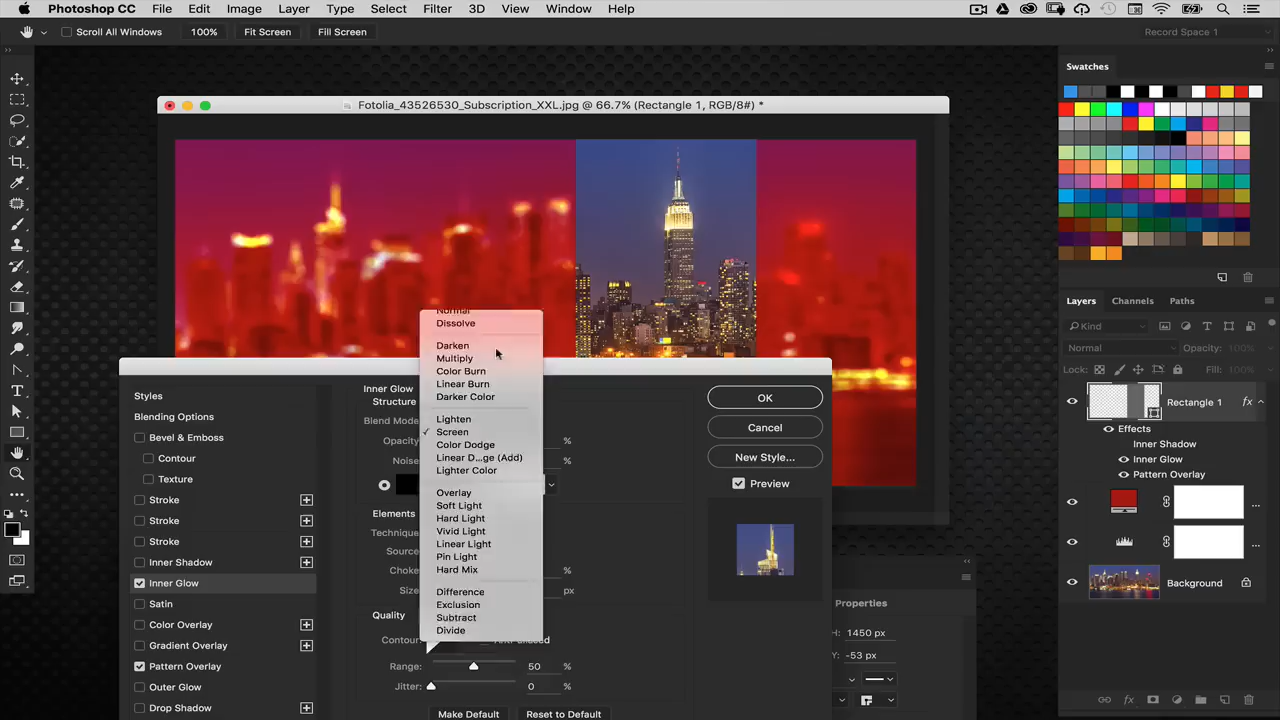 Photoshop CC File Edit Image Layer Type Select Filter 3D View Window Help
Scroll All Windows 100% Fit Screen Fill Screen Record Space 1
Swatches
Fotolia_43526530_Subscription_XXL.jpg @ 66.7% (Rectangle 1, RGB/8#) *
Layers Channels Paths
Kind
Normal Opacity: 100%
Lock: Fill: 100%
Rectangle 1 fx
Effects
Inner Shadow
Inner Glow
Pattern Overlay
...
...
Background
Normal
Dissolve
Darken
Multiply
Color Burn
Linear Burn
Darker Color
Lighten
Screen
Color Dodge
Linear D...ge (Add)
Lighter Color
Overlay
Soft Light
Hard Light
Vivid Light
Linear Light
Pin Light
Hard Mix
Difference
Exclusion
Subtract
Divide
Styles
Blending Options
Bevel & Emboss
Contour
Texture
Stroke
Stroke
Stroke
Inner Shadow
Inner Glow
Satin
Color Overlay
Gradient Overlay
Pattern Overlay
Outer Glow
Drop Shadow
Inner Glow
Structure
Blend Mode
Opacity: %
Noise %
Elements
Technique
Source
Choke %
Size: px
Quality
Contour
Range: 50 %
Jitter: 0 %
Make Default Reset to Default
OK
Cancel
New Style...
Preview
Properties
H: 1450 px
Y: -53 px
fx